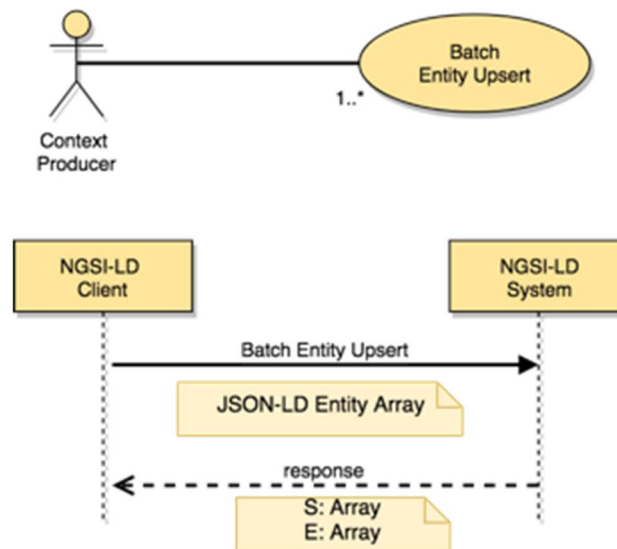 Batch
Entity Upsert
1..*
Context
Producer
NGSI-LD
Client
NGSI-LD
System
Batch Entity Upsert
JSON-LD Entity Array
response
S: Array
E: Array